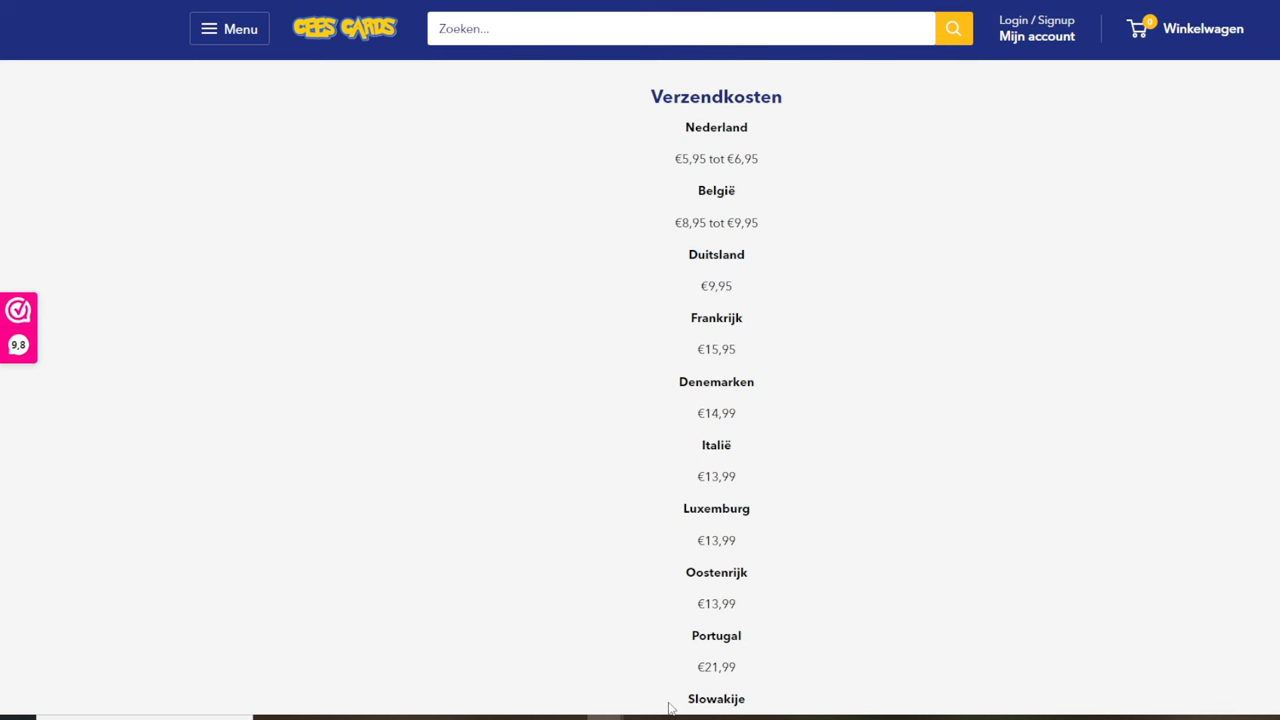 Menu
CEES CARDS
Zoeken...
Login / Signup
Mijn account
0
Winkelwagen
Verzendkosten
Nederland
€5,95 tot €6,95
België
€8,95 tot €9,95
Duitsland
€9,95
9,8
Frankrijk
€15,95
Denemarken
€14,99
Italië
€13,99
Luxemburg
€13,99
Oostenrijk
€13,99
Portugal
€21,99
Slowakije